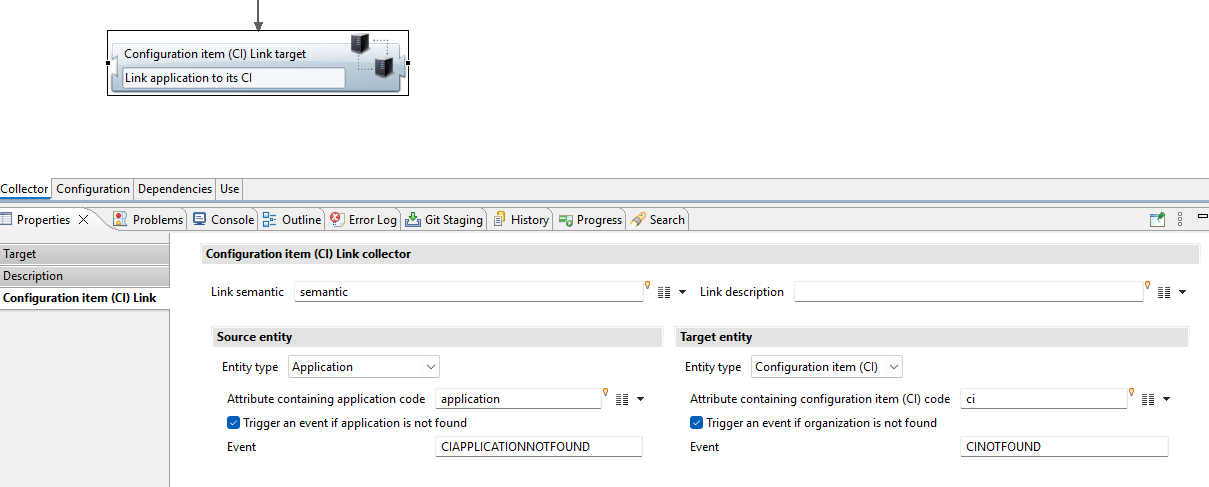 Configuration item (CI) Link target
Link application to its CI
Collector Configuration Dependencies Use
Properties Problems Console Outline Error Log Git Staging History Progress Search
Target
Description
Configuration item (CI) Link
Configuration item (CI) Link collector
Link semantic semantic Link description
Source entity Target entity
Entity type Application Entity type Configuration item (CI)
Attribute containing application code application Attribute containing configuration item (CI) code ci
Trigger an event if application is not found Trigger an event if organization is not found
Event CIAPPLICATIONNOTFOUND Event CINOTFOUND